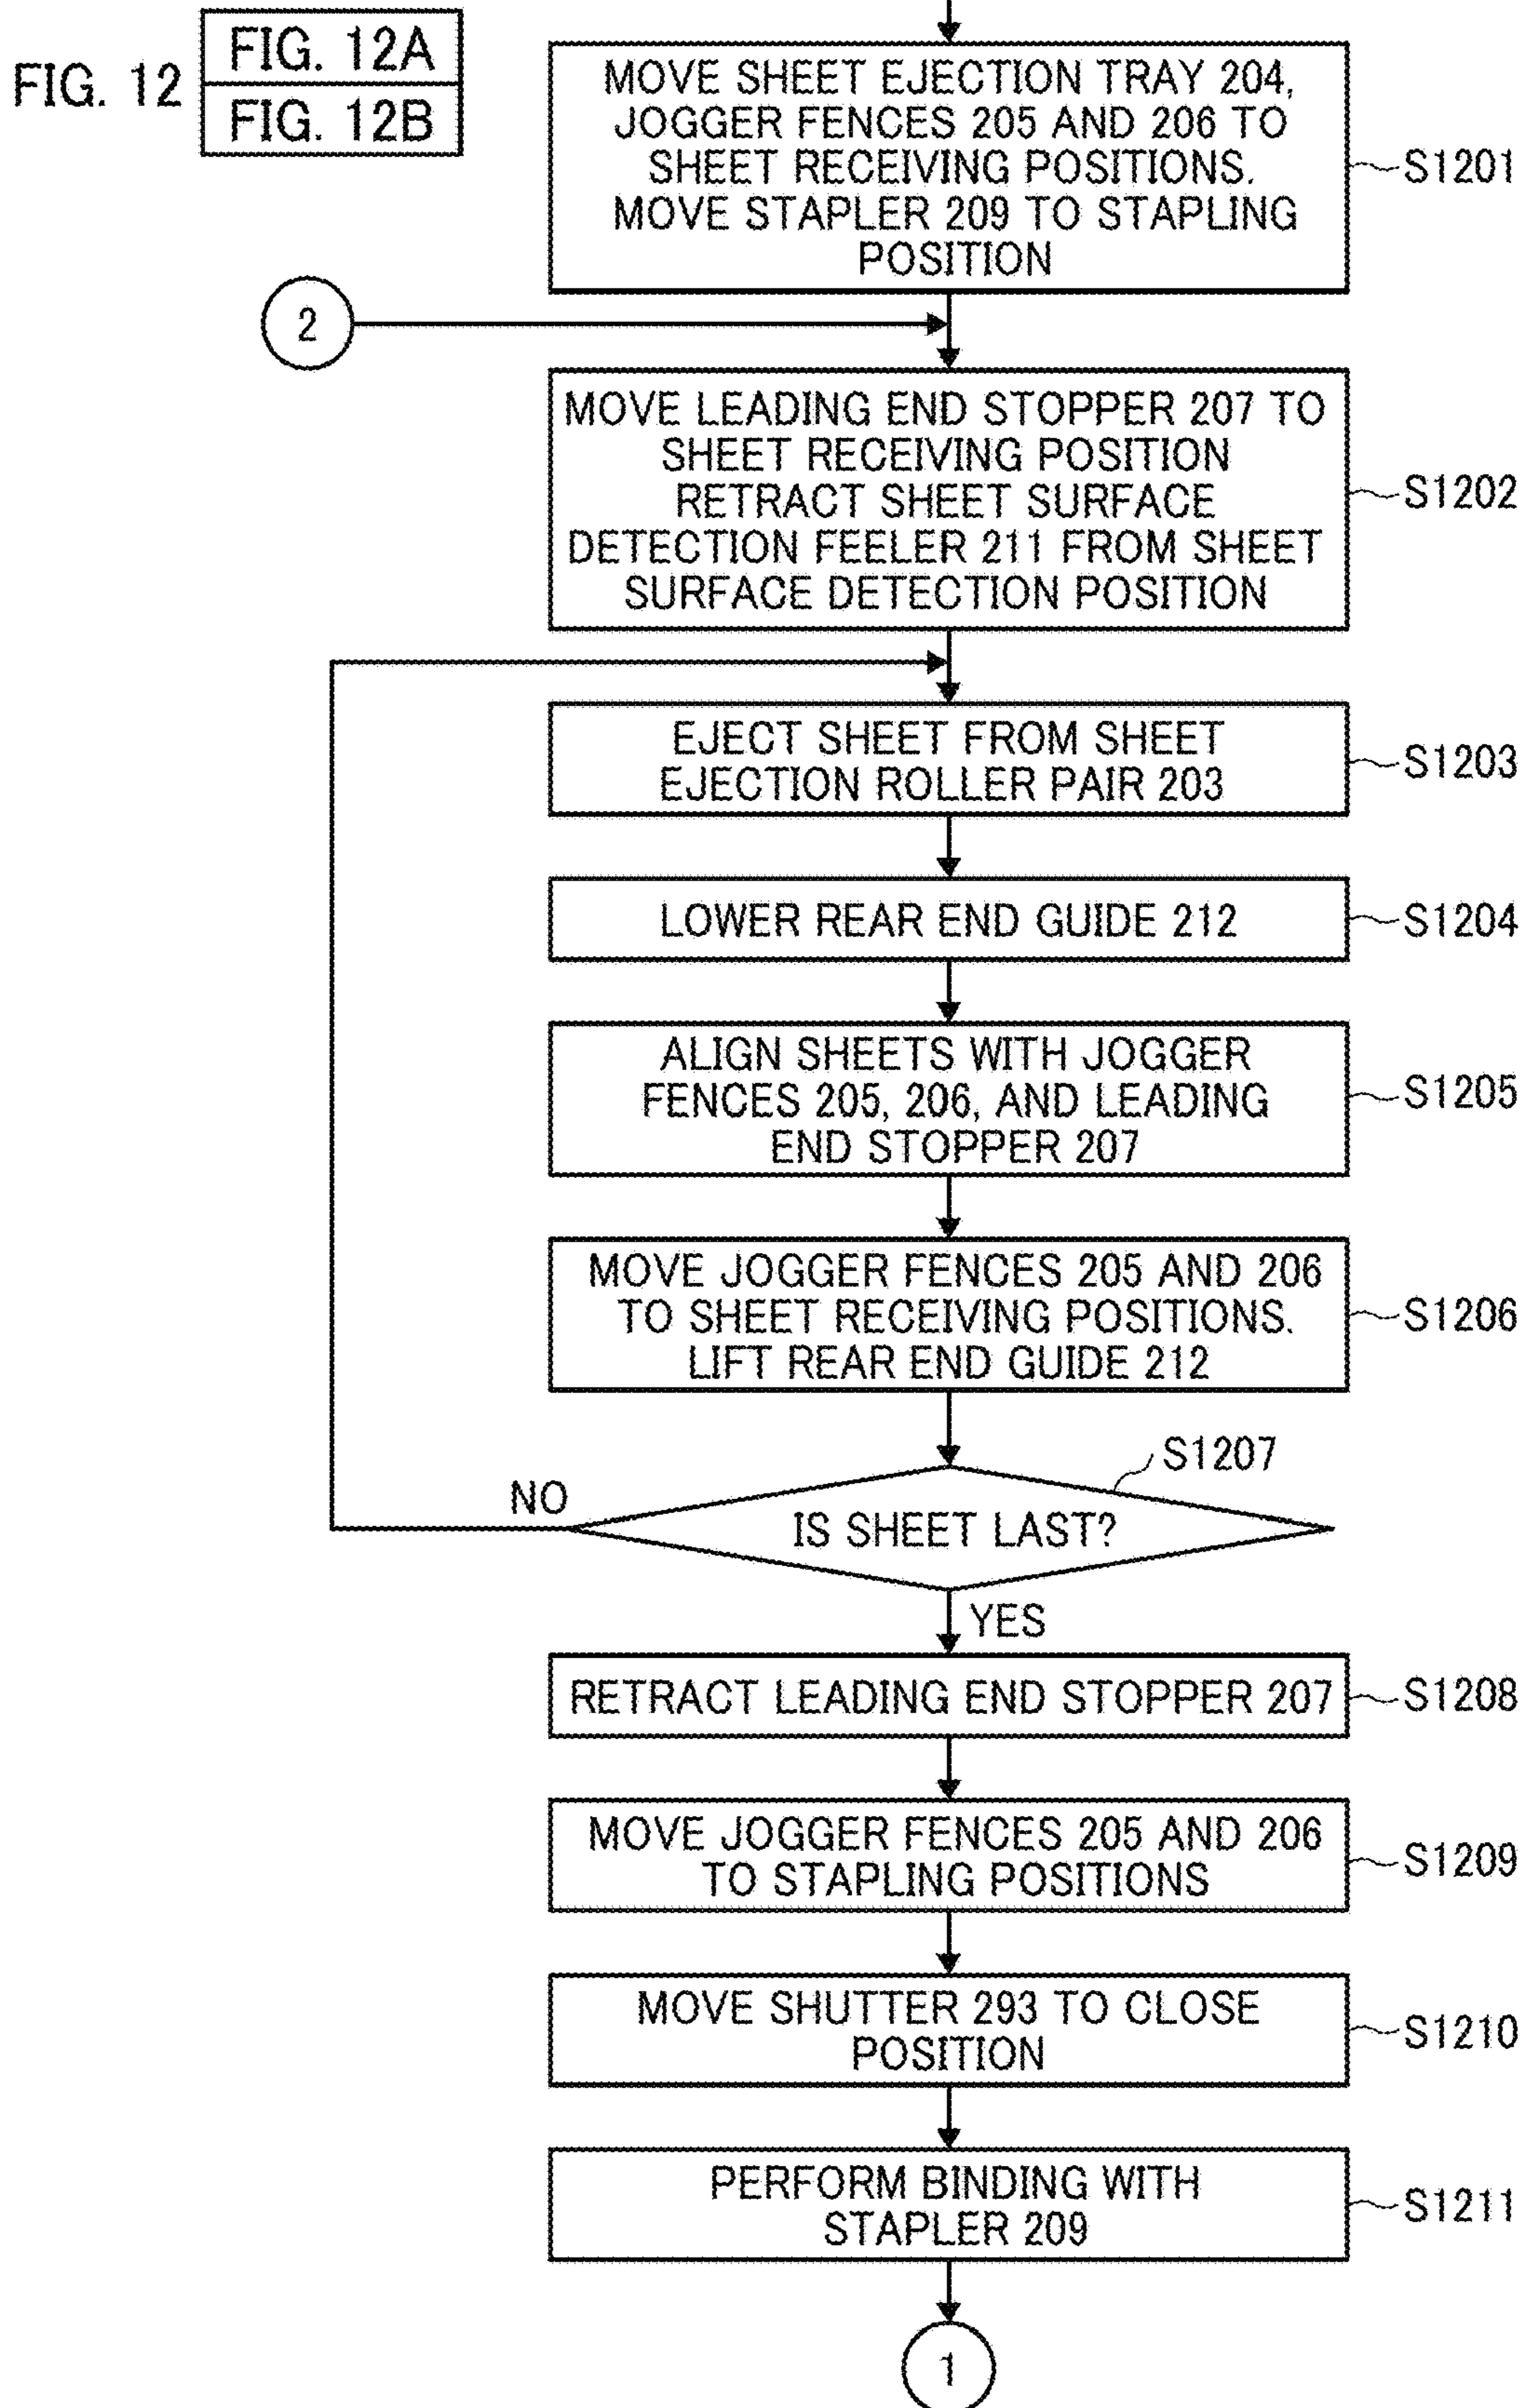 FIG. 12
FIG. 12A
FIG. 12B
MOVE SHEET EJECTION TRAY 204,
JOGGER FENCES 205 AND 206 TO
SHEET RECEIVING POSITIONS.
MOVE STAPLER 209 TO STAPLING
POSITION
S1201
2
MOVE LEADING END STOPPER 207 TO
SHEET RECEIVING POSITION
RETRACT SHEET SURFACE
DETECTION FEELER 211 FROM SHEET
SURFACE DETECTION POSITION
S1202
EJECT SHEET FROM SHEET
EJECTION ROLLER PAIR 203
S1203
LOWER REAR END GUIDE 212
S1204
ALIGN SHEETS WITH JOGGER
FENCES 205, 206, AND LEADING
END STOPPER 207
S1205
MOVE JOGGER FENCES 205 AND 206
TO SHEET RECEIVING POSITIONS.
LIFT REAR END GUIDE 212
S1206
S1207
NO
IS SHEET LAST?
YES
RETRACT LEADING END STOPPER 207
S1208
MOVE JOGGER FENCES 205 AND 206
TO STAPLING POSITIONS
S1209
MOVE SHUTTER 293 TO CLOSE
POSITION
S1210
PERFORM BINDING WITH
STAPLER 209
S1211
1